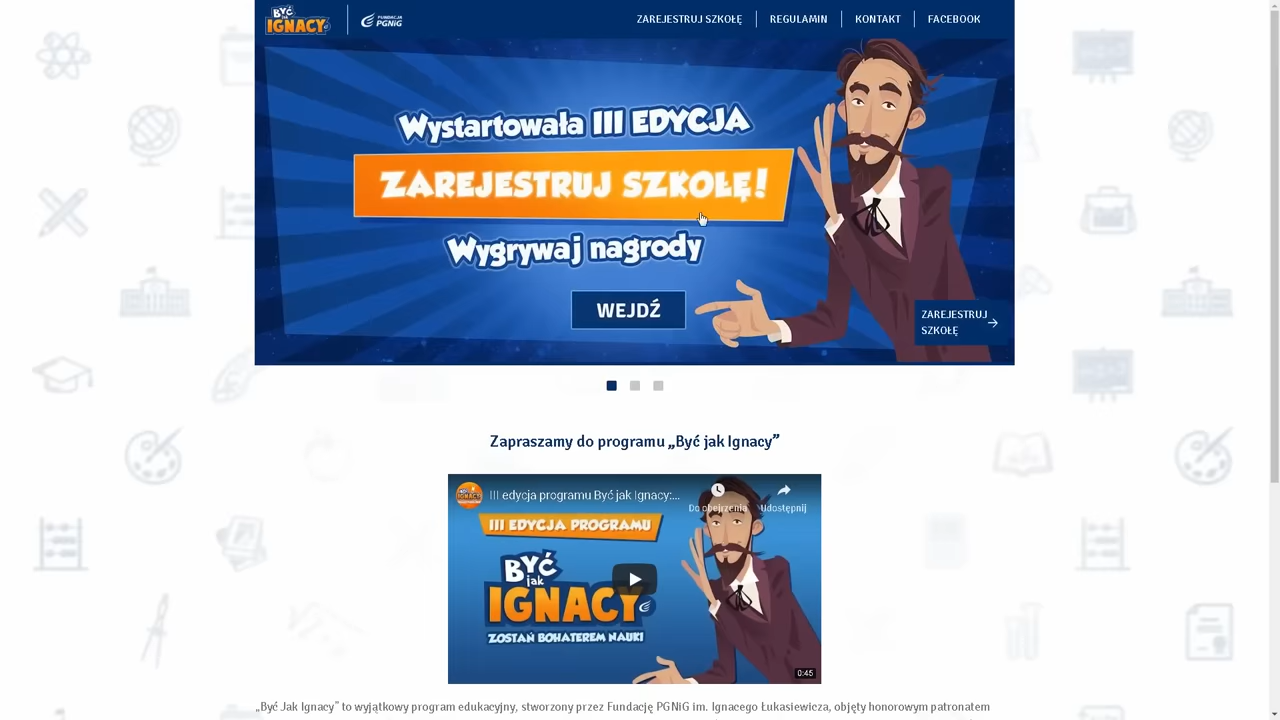 BYĆ
jak
IGNACY
FUNDACJA
PGNiG
ZAREJESTRUJ SZKOŁĘ
REGULAMIN
KONTAKT
FACEBOOK
Wystartowała III EDYCJA
ZAREJESTRUJ SZKOŁĘ!
Wygrywaj nagrody
WEJDŹ
ZAREJESTRUJ
SZKOŁĘ
Zapraszamy do programu „Być jak Ignacy”
III edycja programu Być jak Ignacy:...
Do obejrzenia
Udostępnij
III EDYCJA PROGRAMU
BYĆ
jak
IGNACY
ZOSTAŃ BOHATEREM NAUKI
0:45
„Być Jak Ignacy” to wyjątkowy program edukacyjny, stworzony przez Fundację PGNiG im. Ignacego Łukasiewicza, objęty honorowym patronatem